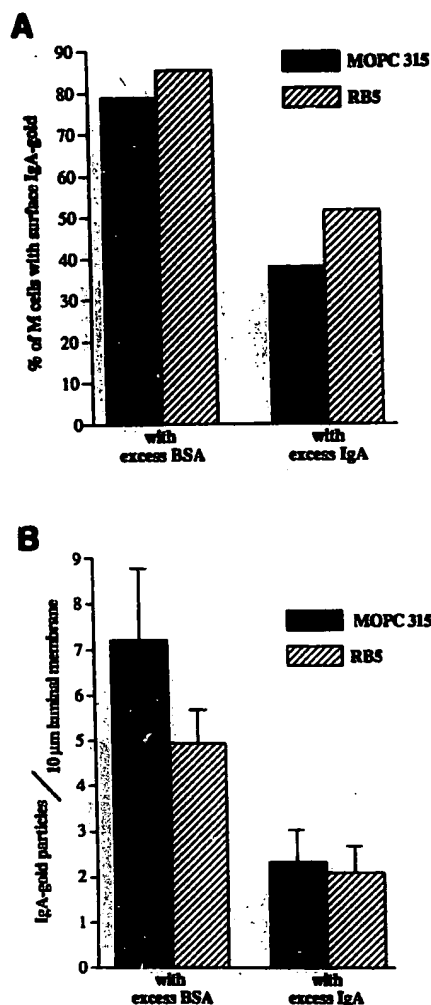 A
90
80
70
60
50
40
30
20
10
0
% of M cells with surface IgA-gold
MOPC 315
RB5
with
excess BSA
with
excess IgA
B
9
8
7
6
5
4
3
2
1
0
IgA-gold particles / 10 µm luminal membrane
MOPC 315
RB5
with
excess BSA
with
excess IgA